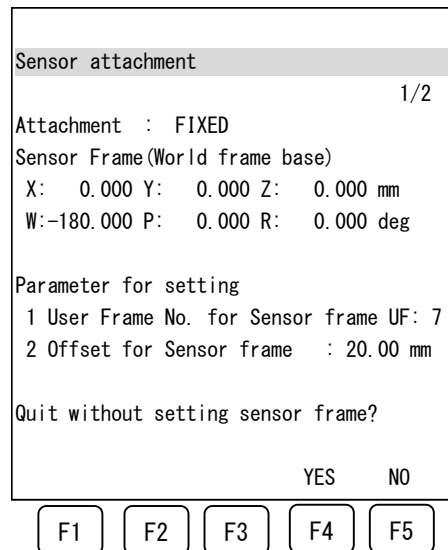 Sensor attachment
1/2
Attachment : FIXED
Sensor Frame(World frame base)
X: 0.000 Y: 0.000 Z: 0.000 mm
W:-180.000 P: 0.000 R: 0.000 deg
Parameter for setting
1 User Frame No. for Sensor frame UF: 7
2 Offset for Sensor frame : 20.00 mm
Quit without setting sensor frame?
YES NO
F1 F2 F3 F4 F5